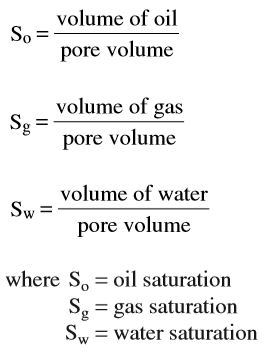 So = volume of oil
pore volume
Sg = volume of gas
pore volume
Sw = volume of water
pore volume
where So = oil saturation
Sg = gas saturation
Sw = water saturation